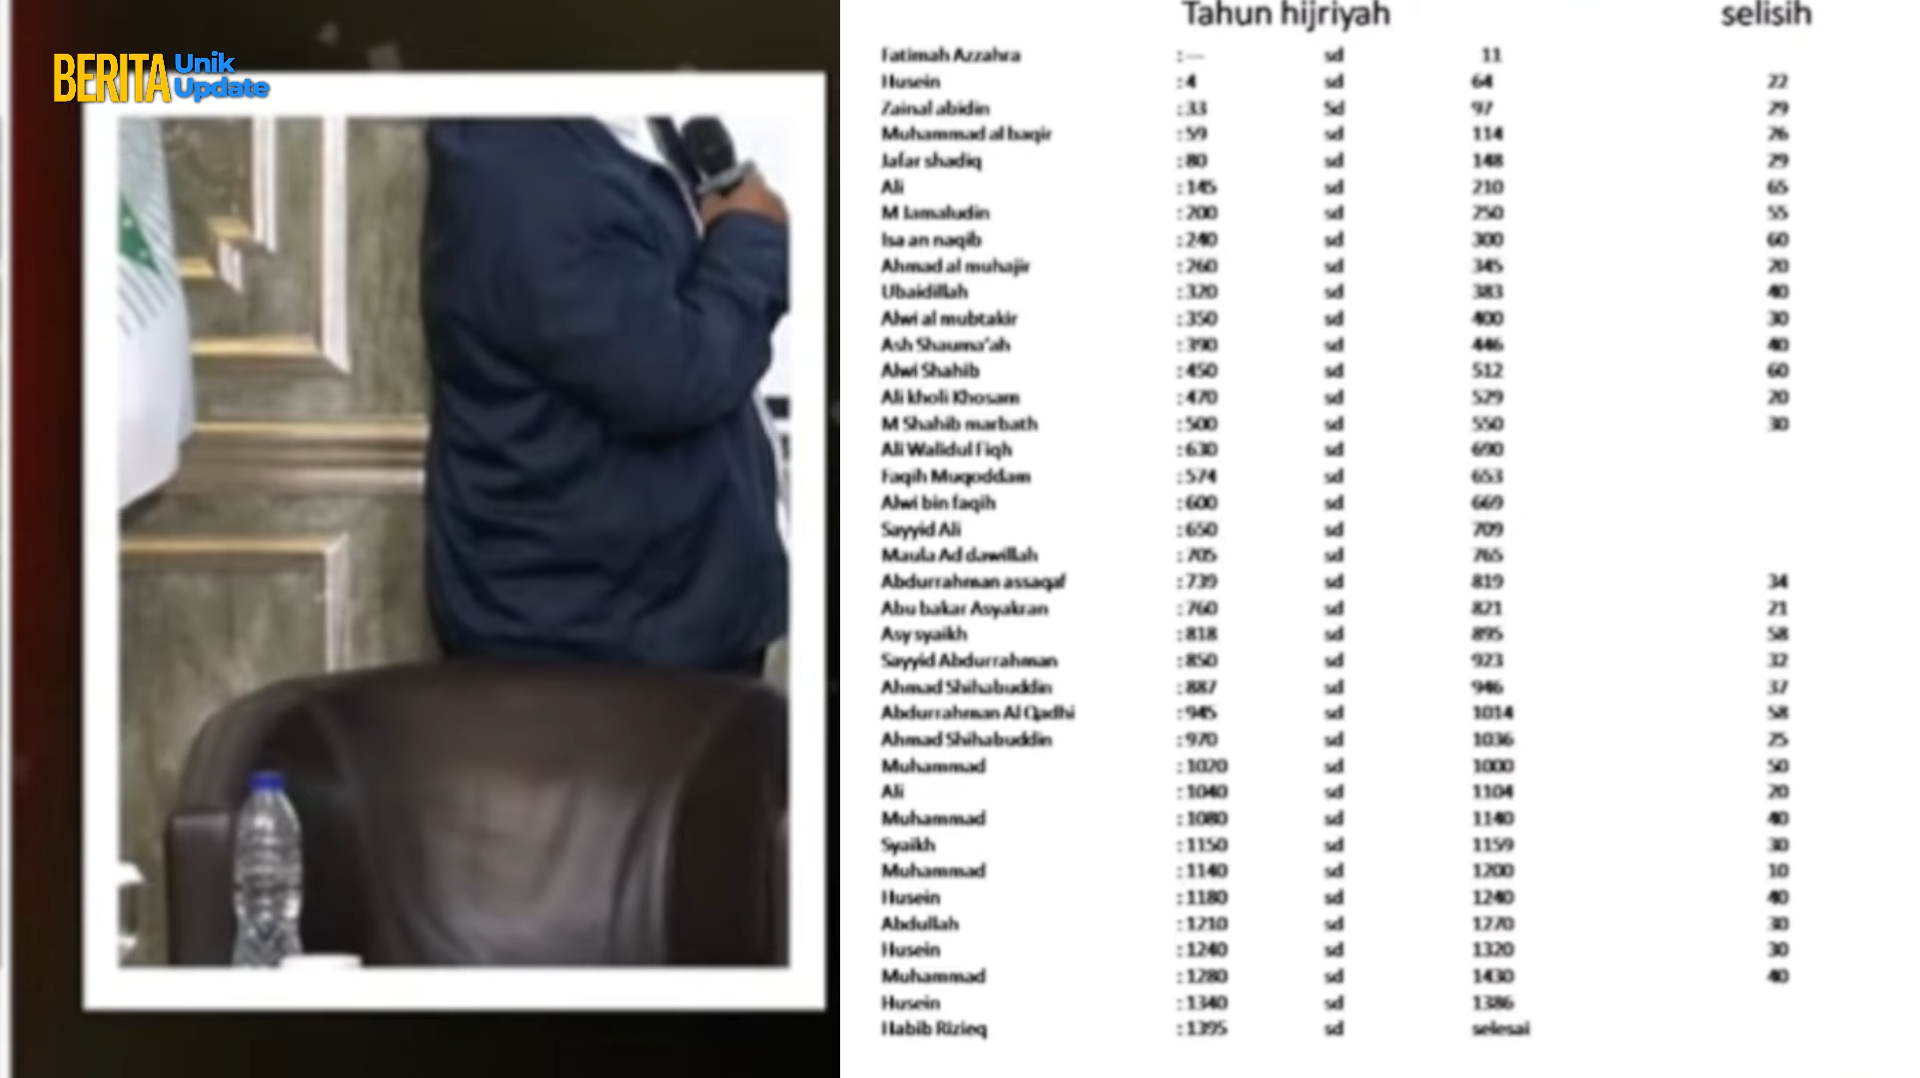 BERITA Unik Update
Tahun hijriyah selisih
Fatimah Azzahra : --- sd 11
Husein : 4 sd 64 22
Zainal abidin : 33 Sd 97 29
Muhammad al baqir : 59 sd 114 26
Jafar shadiq : 80 sd 148 29
Ali : 145 sd 210 65
M Jamaludin : 200 sd 250 55
Isa an naqib : 240 sd 300 60
Ahmad al muhajir : 260 sd 345 20
Ubaidillah : 320 sd 383 40
Alwi al mubtakir : 350 sd 400 30
Ash Shauma'ah : 390 sd 446 40
Alwi Shahib : 450 sd 512 60
Ali kholi Khosam : 470 sd 529 20
M Shahib marbath : 500 sd 550 30
Ali Walidul Fiqh : 630 sd 690
Faqih Muqoddam : 574 sd 653
Alwi bin faqih : 600 sd 669
Sayyid Ali : 650 sd 709
Maula Ad dawillah : 705 sd 765
Abdurrahman assaqaf : 739 sd 819 34
Abu bakar Asyakran : 760 sd 821 21
Asy syaikh : 818 sd 895 58
Sayyid Abdurrahman : 850 sd 923 32
Ahmad Shihabuddin : 887 sd 946 37
Abdurrahman Al Qadhi : 945 sd 1014 58
Ahmad Shihabuddin : 970 sd 1036 25
Muhammad : 1020 sd 1000 50
Ali : 1040 sd 1104 20
Muhammad : 1080 sd 1140 40
Syaikh : 1150 sd 1159 30
Muhammad : 1140 sd 1200 10
Husein : 1180 sd 1240 40
Abdullah : 1210 sd 1270 30
Husein : 1240 sd 1320 30
Muhammad : 1280 sd 1430 40
Husein : 1340 sd 1386
Habib Rizieq : 1395 sd selesai